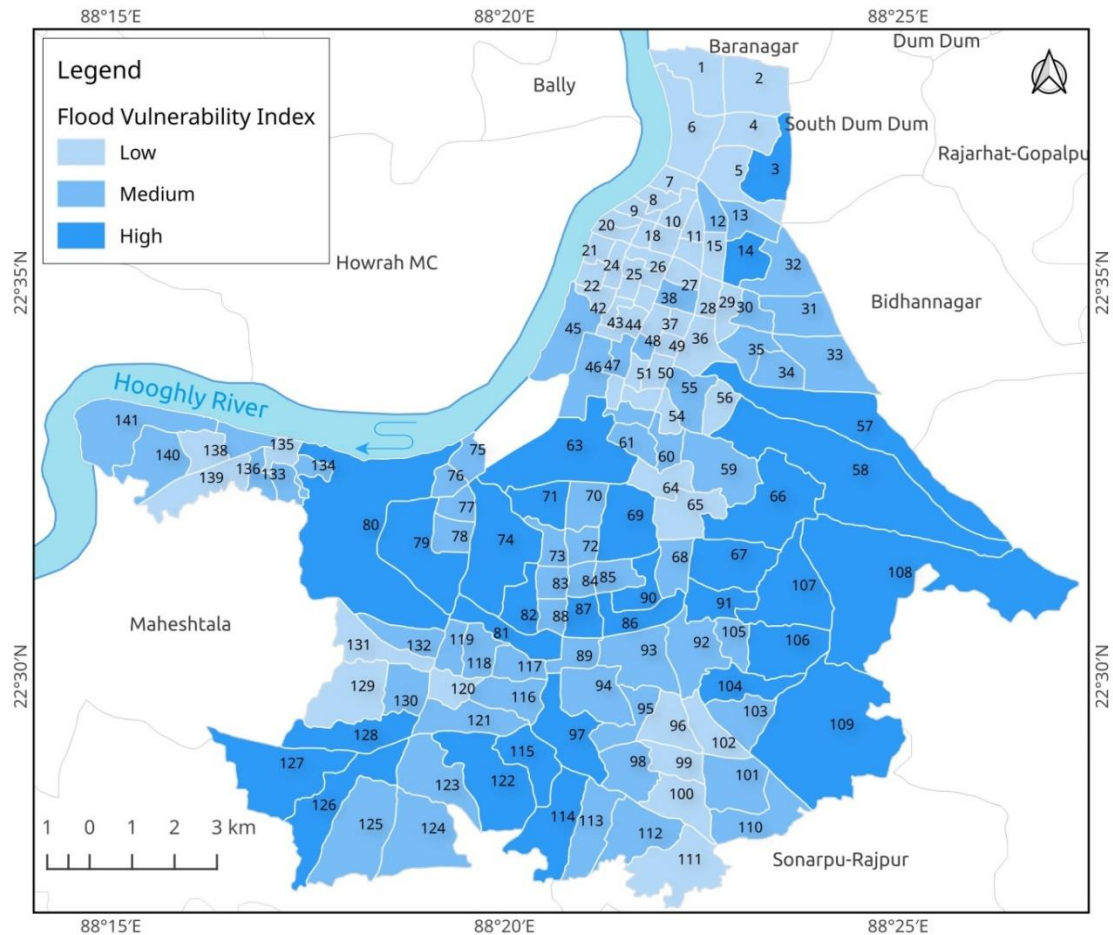 88°15′E 88°20′E 88°25′E
Legend
Flood Vulnerability Index
Low
Medium
High
Baranagar
Dum Dum
Bally
South Dum Dum
Rajarhat-Gopalpu
Howrah MC
Bidhannagar
Hooghly River
Maheshtala
Sonarpu-Rajpur
22°35′N 22°35′N
22°30′N 22°30′N
1 2
6 4
5 3
7
8
9 10 12 13
20 18 11 15 14
21 24 25 26 32
22 27
42 38 28 29 30 31
45 43 44 37 36
48 49 35 33
46 47 51 50 34
55 56
54 57
141 135 75 63 61 60 58
140 138 136 133 134 76 59
139 64 66
77 71 70 69 65
80 79 78 74 73 72 68 67 108
83 84 85 107
90 91
82 88 87 86
81
131 132 119 118 117 89 93 92 105 106
129 130 120 116 94 104
121 95 96 103 109
128 97 102
127 115 98 99 101
126 123 122 100
125 124 114 113 112 110
111
1 0 1 2 3 km
88°15′E 88°20′E 88°25′E